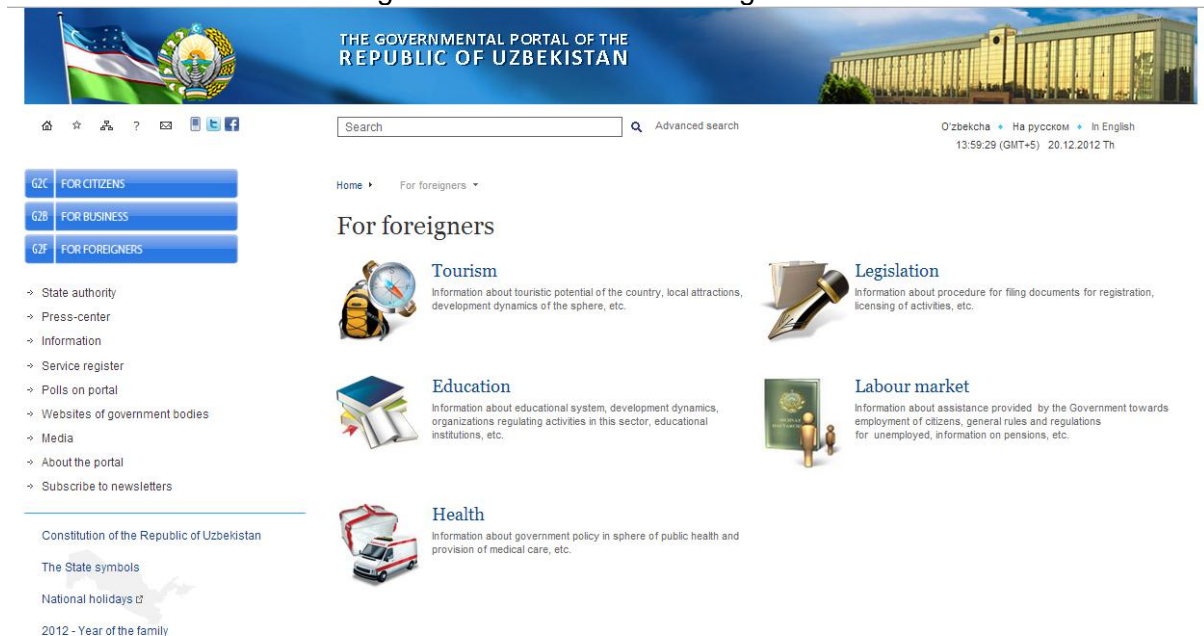 THE GOVERNMENTAL PORTAL OF THE
REPUBLIC OF UZBEKISTAN
Search
Advanced search
O'zbekcha На русском In English
13:59:29 (GMT+5) 20.12.2012 Th
G2C FOR CITIZENS
G2B FOR BUSINESS
G2F FOR FOREIGNERS
State authority
Press-center
Information
Service register
Polls on portal
Websites of government bodies
Media
About the portal
Subscribe to newsletters
Constitution of the Republic of Uzbekistan
The State symbols
National holidays
2012 - Year of the family
Home For foreigners
For foreigners
Tourism
Information about touristic potential of the country, local attractions,
development dynamics of the sphere, etc.
Legislation
Information about procedure for filing documents for registration,
licensing of activities, etc.
Education
Information about educational system, development dynamics,
organizations regulating activities in this sector, educational
institutions, etc.
Labour market
Information about assistance provided by the Government towards
employment of citizens, general rules and regulations
for unemployed, information on pensions, etc.
Health
Information about government policy in sphere of public health and
provision of medical care, etc.